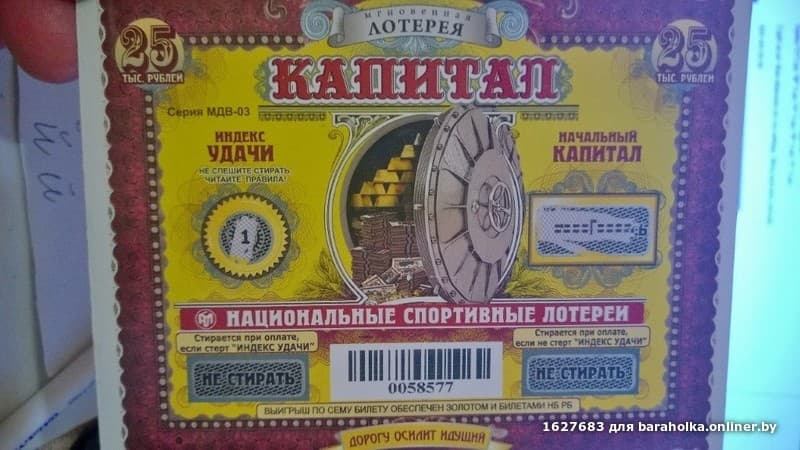 мгновенная
ЛОТЕРЕЯ
25
ТЫС. РУБЛЕЙ
25
ТЫС. РУБЛЕЙ
КАПИТАЛ
Серия МДВ-03
ИНДЕКС
УДАЧИ
НЕ СПЕШИТЕ СТИРАТЬ
ЧИТАЙТЕ ПРАВИЛА!
НАЧАЛЬНЫЙ
КАПИТАЛ
1
НАЦИОНАЛЬНЫЕ СПОРТИВНЫЕ ЛОТЕРЕИ
Стирается при оплате,
если стерт "ИНДЕКС УДАЧИ"
НЕ СТИРАТЬ
0058577
Стирается при оплате,
если не стерт "ИНДЕКС УДАЧИ"
НЕ СТИРАТЬ
ВЫИГРЫШ ПО СЕМУ БИЛЕТУ ОБЕСПЕЧЕН ЗОЛОТОМ И БИЛЕТАМИ НБ РБ
ДОРОГУ ОСИЛИТ ИДУЩИЙ
1627683 для baraholka.onliner.by